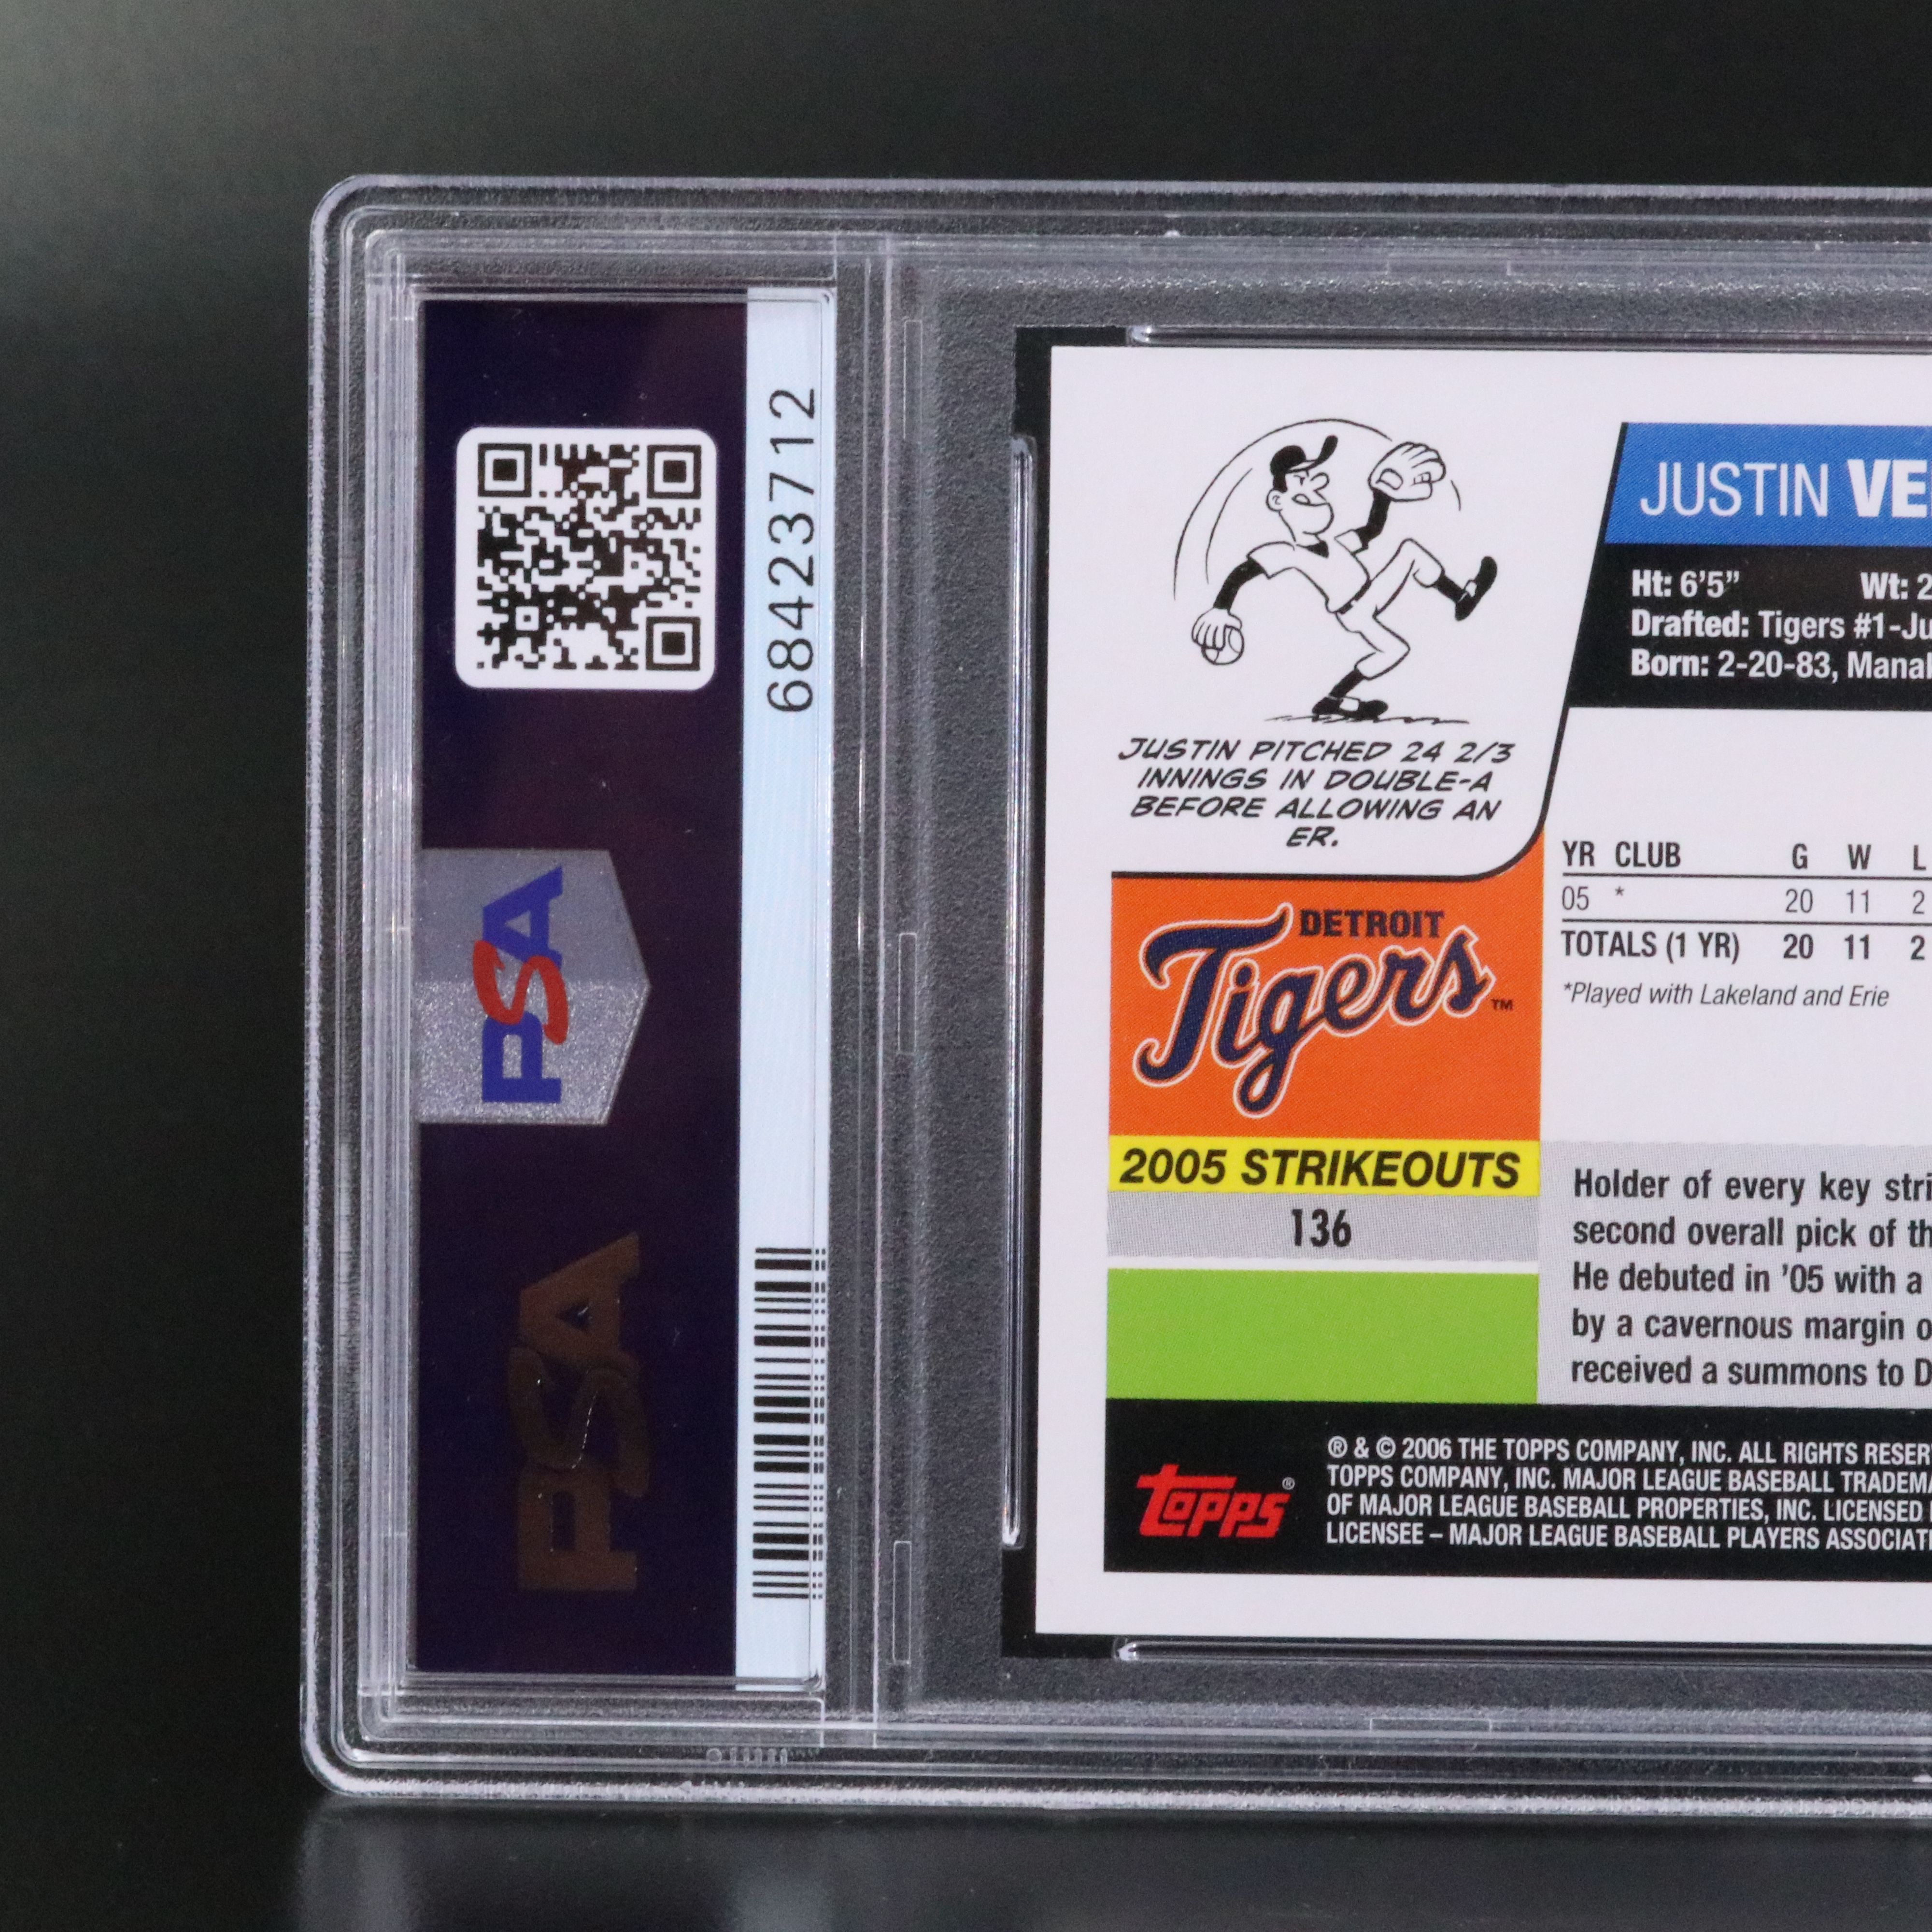 68423712
PSA
PSA
JUSTIN PITCHED 24 2/3
INNINGS IN DOUBLE-A
BEFORE ALLOWING AN
ER.
DETROIT
Tigers™
2005 STRIKEOUTS
136
JUSTIN VE
Ht: 6'5" Wt: 2
Drafted: Tigers #1-Ju
Born: 2-20-83, Mana
YR CLUB G W L
05 * 20 11 2
TOTALS (1 YR) 20 11 2
*Played with Lakeland and Erie
Holder of every key stri
second overall pick of th
He debuted in '05 with a
by a cavernous margin o
received a summons to D
Topps®
® & © 2006 THE TOPPS COMPANY, INC. ALL RIGHTS RESER
TOPPS COMPANY, INC. MAJOR LEAGUE BASEBALL TRADEMA
OF MAJOR LEAGUE BASEBALL PROPERTIES, INC. LICENSED
LICENSEE – MAJOR LEAGUE BASEBALL PLAYERS ASSOCIATI